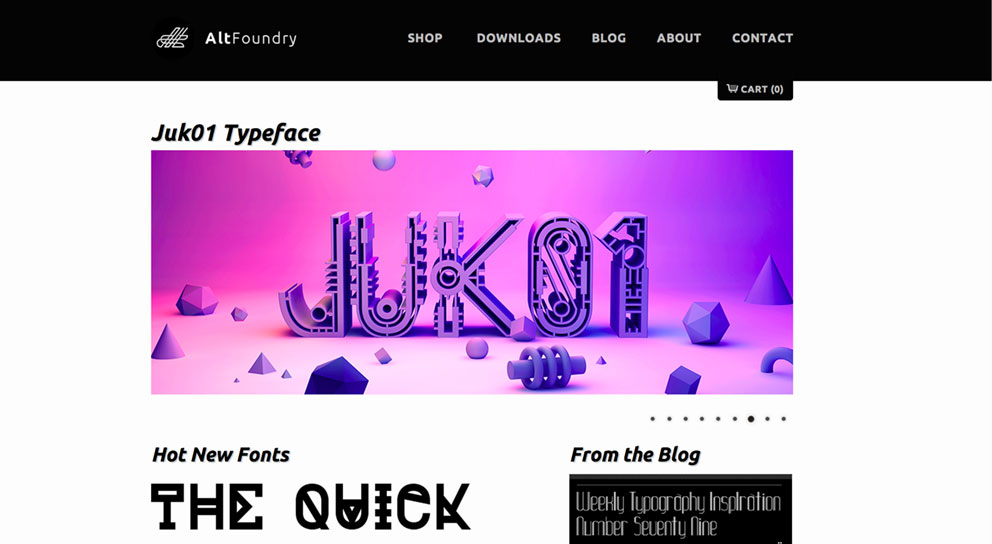 AltFoundry
SHOP DOWNLOADS BLOG ABOUT CONTACT
CART (0)
Juk01 Typeface
JUK01
Hot New Fonts
THE QUICK
From the Blog
Weekly Typography InspIration
Number Seventy Nine